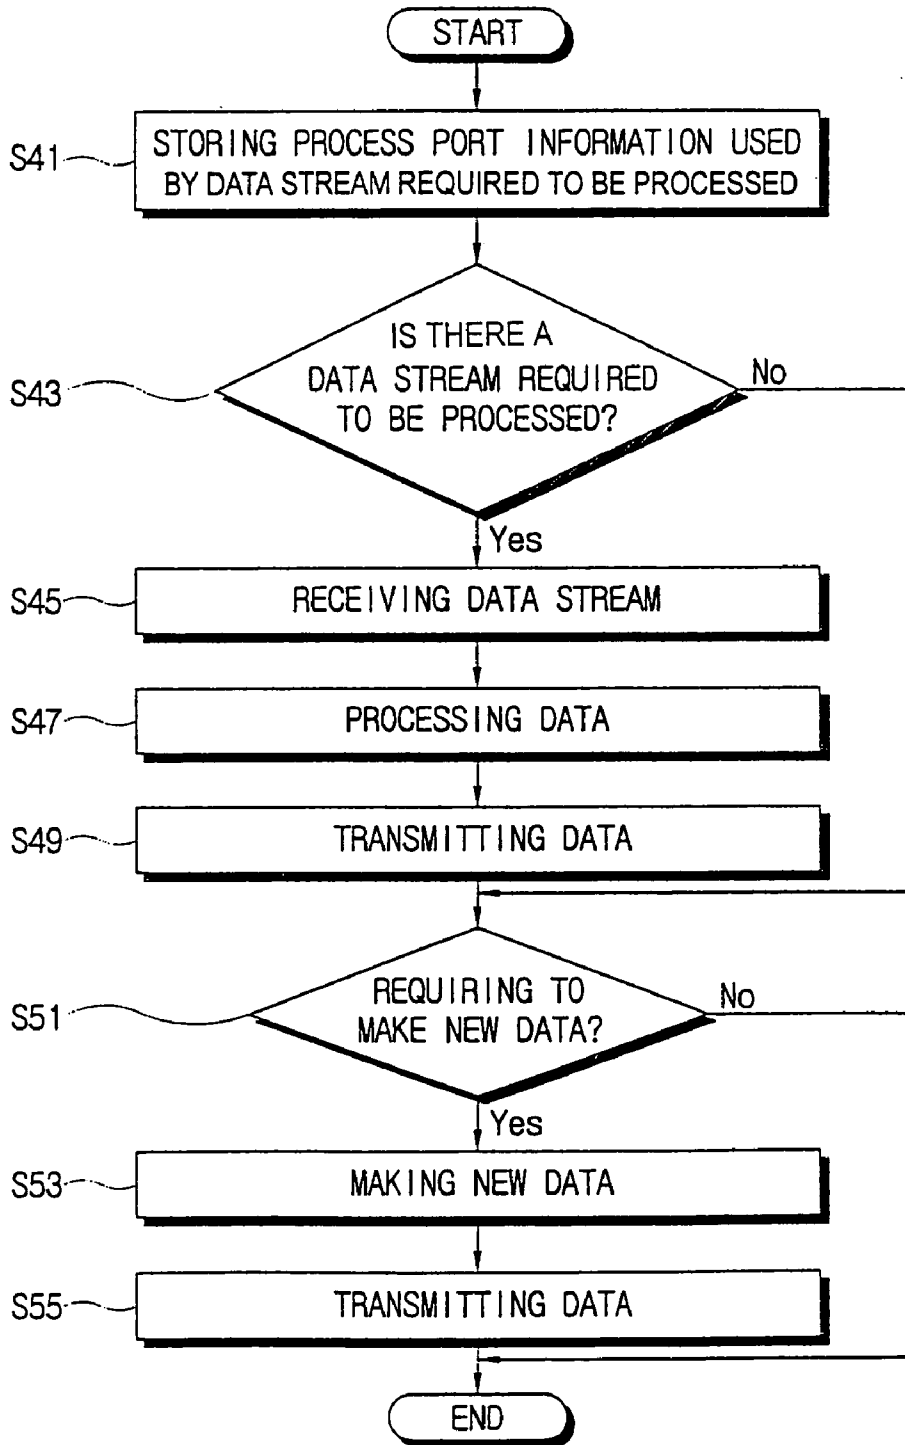 START
S41
STORING PROCESS PORT INFORMATION USED
BY DATA STREAM REQUIRED TO BE PROCESSED
S43
IS THERE A
DATA STREAM REQUIRED
TO BE PROCESSED?
No
Yes
S45
RECEIVING DATA STREAM
S47
PROCESSING DATA
S49
TRANSMITTING DATA
S51
REQUIRING TO
MAKE NEW DATA?
No
Yes
S53
MAKING NEW DATA
S55
TRANSMITTING DATA
END